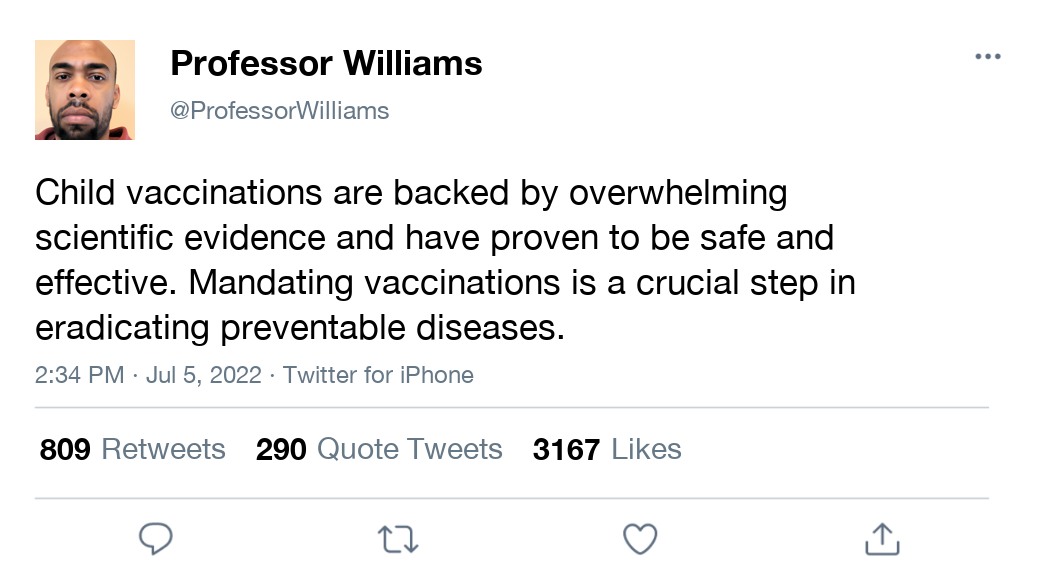 Professor Williams
@ProfessorWilliams
Child vaccinations are backed by overwhelming
scientific evidence and have proven to be safe and
effective. Mandating vaccinations is a crucial step in
eradicating preventable diseases.
2:34 PM · Jul 5, 2022 · Twitter for iPhone
809 Retweets 290 Quote Tweets 3167 Likes